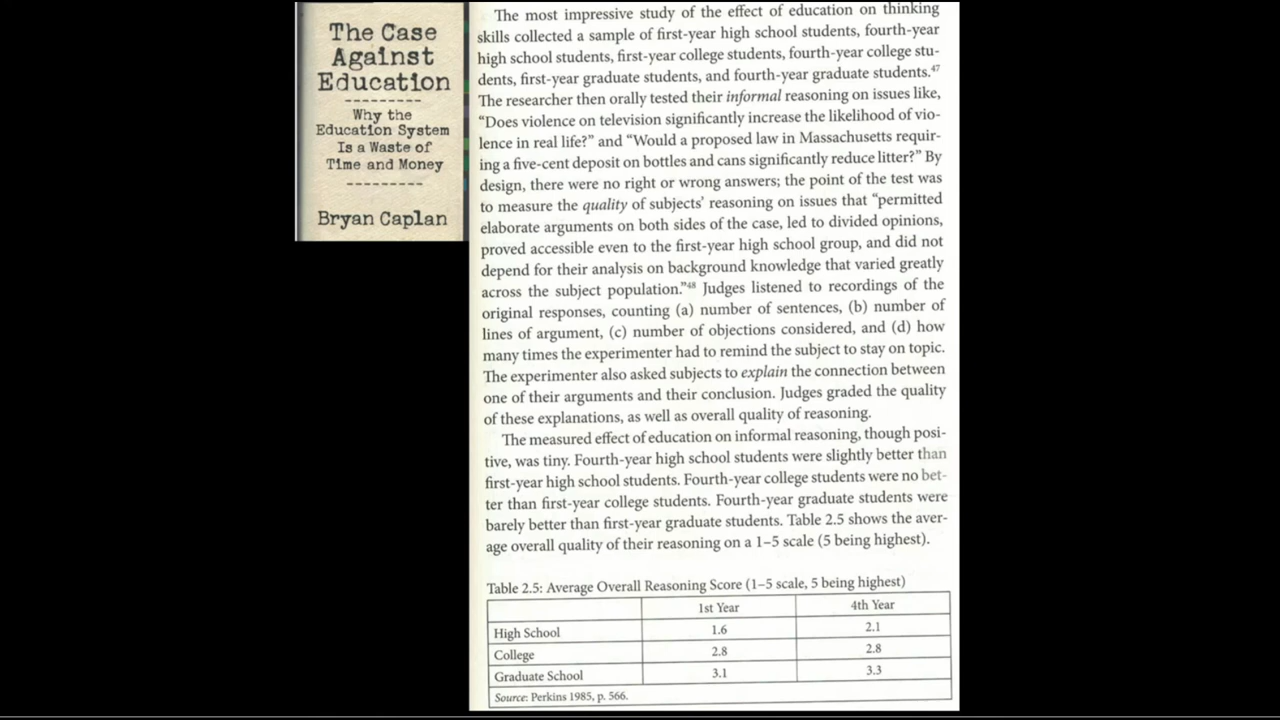 The Case
Against
Education
Why the
Education System
Is a Waste of
Time and Money
Bryan Caplan
The most impressive study of the effect of education on thinking
skills collected a sample of first-year high school students, fourth-year
high school students, first-year college students, fourth-year college stu-
dents, first-year graduate students, and fourth-year graduate students.⁴⁷
The researcher then orally tested their informal reasoning on issues like,
“Does violence on television significantly increase the likelihood of vio-
lence in real life?” and “Would a proposed law in Massachusetts requir-
ing a five-cent deposit on bottles and cans significantly reduce litter?” By
design, there were no right or wrong answers; the point of the test was
to measure the quality of subjects’ reasoning on issues that “permitted
elaborate arguments on both sides of the case, led to divided opinions,
proved accessible even to the first-year high school group, and did not
depend for their analysis on background knowledge that varied greatly
across the subject population.”⁴⁸ Judges listened to recordings of the
original responses, counting (a) number of sentences, (b) number of
lines of argument, (c) number of objections considered, and (d) how
many times the experimenter had to remind the subject to stay on topic.
The experimenter also asked subjects to explain the connection between
one of their arguments and their conclusion. Judges graded the quality
of these explanations, as well as overall quality of reasoning.
The measured effect of education on informal reasoning, though posi-
tive, was tiny. Fourth-year high school students were slightly better than
first-year high school students. Fourth-year college students were no bet-
ter than first-year college students. Fourth-year graduate students were
barely better than first-year graduate students. Table 2.5 shows the aver-
age overall quality of their reasoning on a 1–5 scale (5 being highest).
Table 2.5: Average Overall Reasoning Score (1–5 scale, 5 being highest)
1st Year 4th Year
High School 1.6 2.1
College 2.8 2.8
Graduate School 3.1 3.3
Source: Perkins 1985, p. 566.